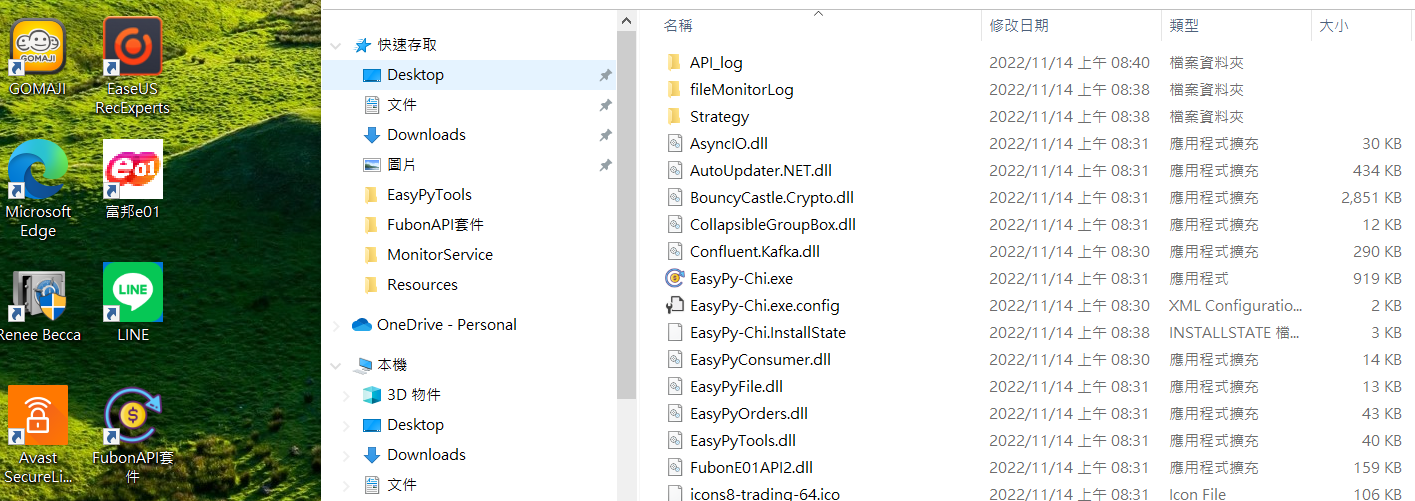 GOMAJI
GOMAJI
EaseUS
RecExperts
Microsoft
Edge
e01
富邦e01
Renee Becca
LINE
LINE
Avast
SecureLi...
FubonAPI套
件
快速存取
Desktop
文件
Downloads
圖片
EasyPyTools
FubonAPI套件
MonitorService
Resources
OneDrive - Personal
本機
3D 物件
Desktop
Downloads
文件
名稱 修改日期 類型 大小
API_log 2022/11/14 上午 08:40 檔案資料夾
fileMonitorLog 2022/11/14 上午 08:38 檔案資料夾
Strategy 2022/11/14 上午 08:38 檔案資料夾
AsyncIO.dll 2022/11/14 上午 08:31 應用程式擴充 30 KB
AutoUpdater.NET.dll 2022/11/14 上午 08:31 應用程式擴充 434 KB
BouncyCastle.Crypto.dll 2022/11/14 上午 08:31 應用程式擴充 2,851 KB
CollapsibleGroupBox.dll 2022/11/14 上午 08:31 應用程式擴充 12 KB
Confluent.Kafka.dll 2022/11/14 上午 08:30 應用程式擴充 290 KB
EasyPy-Chi.exe 2022/11/14 上午 08:31 應用程式 919 KB
EasyPy-Chi.exe.config 2022/11/14 上午 08:30 XML Configuratio... 2 KB
EasyPy-Chi.InstallState 2022/11/14 上午 08:38 INSTALLSTATE 檔... 3 KB
EasyPyConsumer.dll 2022/11/14 上午 08:30 應用程式擴充 14 KB
EasyPyFile.dll 2022/11/14 上午 08:31 應用程式擴充 13 KB
EasyPyOrders.dll 2022/11/14 上午 08:31 應用程式擴充 43 KB
EasyPyTools.dll 2022/11/14 上午 08:31 應用程式擴充 40 KB
FubonE01API2.dll 2022/11/14 上午 08:31 應用程式擴充 159 KB
icons8-trading-64.ico 2022/11/14 上午 08:31 Icon File 106 KB